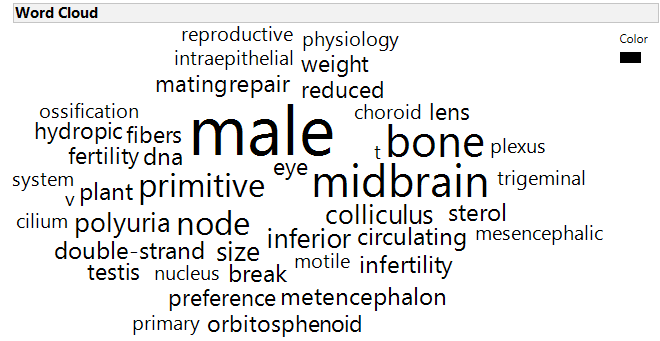 Word Cloud
Color
reproductive physiology
intraepithelial weight
mating repair reduced
ossification male choroid lens
hydropic fibers t bone plexus
fertility dna eye
system v plant primitive midbrain trigeminal
cilium polyuria node colliculus sterol
double-strand size inferior circulating mesencephalic
testis nucleus break motile infertility
preference metencephalon
primary orbitosphenoid